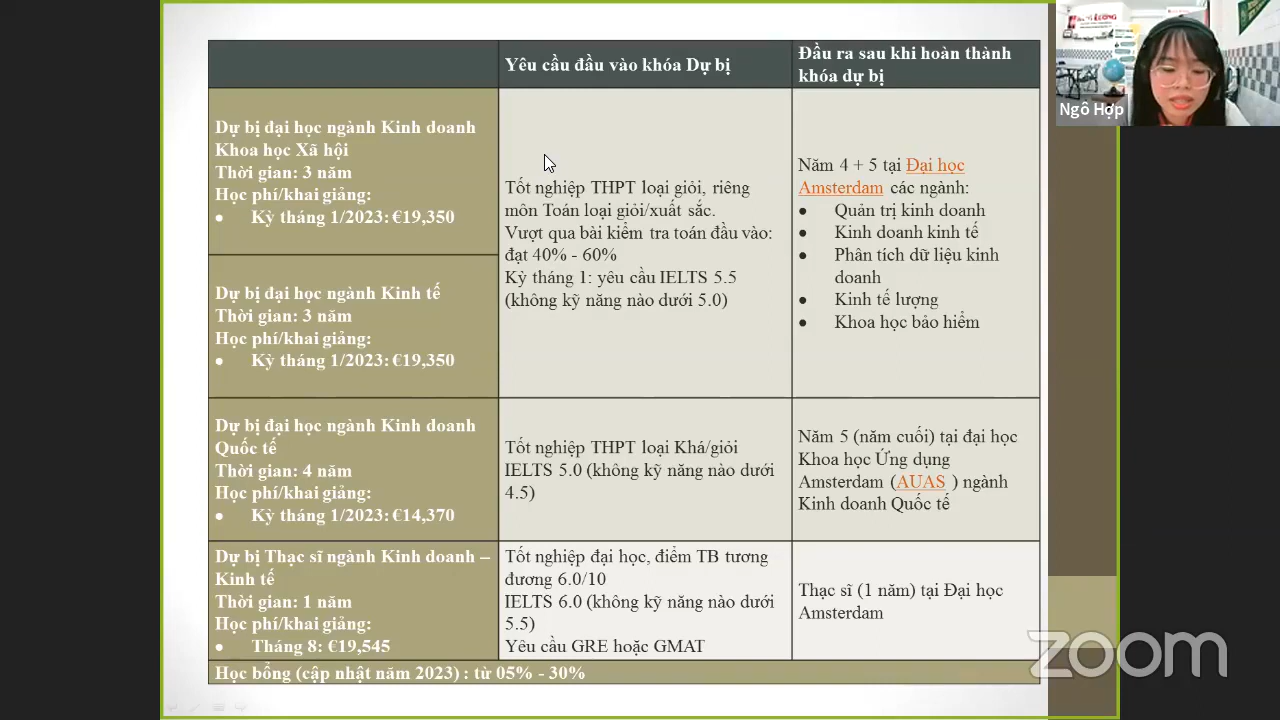 Yêu cầu đầu vào khóa Dự bị
Đầu ra sau khi hoàn thành
khóa dự bị
Dự bị đại học ngành Kinh doanh
Khoa học Xã hội
Thời gian: 3 năm
Học phí/khai giảng:
• Kỳ tháng 1/2023: €19,350
Dự bị đại học ngành Kinh tế
Thời gian: 3 năm
Học phí/khai giảng:
• Kỳ tháng 1/2023: €19,350
Tốt nghiệp THPT loại giỏi, riêng
môn Toán loại giỏi/xuất sắc.
Vượt qua bài kiểm tra toán đầu vào:
đạt 40% - 60%
Kỳ tháng 1: yêu cầu IELTS 5.5
(không kỹ năng nào dưới 5.0)
Năm 4 + 5 tại Đại học
Amsterdam các ngành:
• Quản trị kinh doanh
• Kinh doanh kinh tế
• Phân tích dữ liệu kinh
doanh
• Kinh tế lượng
• Khoa học bảo hiểm
Dự bị đại học ngành Kinh doanh
Quốc tế
Thời gian: 4 năm
Học phí/khai giảng:
• Kỳ tháng 1/2023: €14,370
Tốt nghiệp THPT loại Khá/giỏi
IELTS 5.0 (không kỹ năng nào dưới
4.5)
Năm 5 (năm cuối) tại đại học
Khoa học Ứng dụng
Amsterdam (AUAS ) ngành
Kinh doanh Quốc tế
Dự bị Thạc sĩ ngành Kinh doanh –
Kinh tế
Thời gian: 1 năm
Học phí/khai giảng:
• Tháng 8: €19,545
Tốt nghiệp đại học, điểm TB tương
đương 6.0/10
IELTS 6.0 (không kỹ năng nào dưới
5.5)
Yêu cầu GRE hoặc GMAT
Thạc sĩ (1 năm) tại Đại học
Amsterdam
Học bổng (cập nhật năm 2023) : từ 05% - 30%
Ngô Hợp
zoom